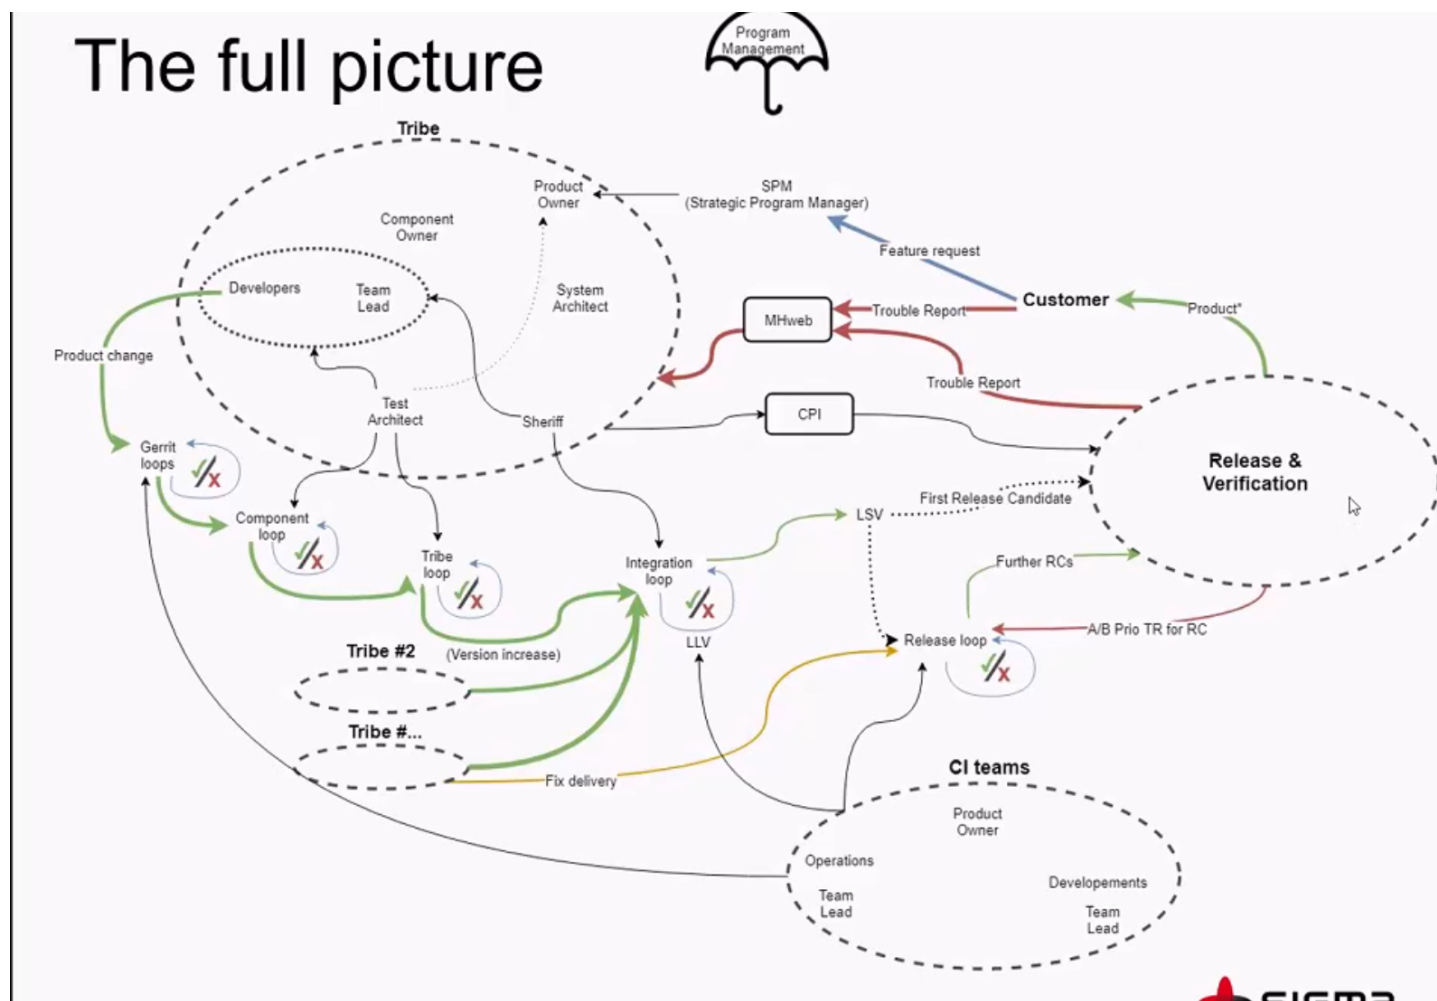 The full picture
Program
Management
Tribe
Product
Owner
SPM
(Strategic Program Manager)
Component
Owner
Feature request
Developers
Team
Lead
System
Architect
Customer
Product*
MHweb
Trouble Report
Product change
Trouble Report
Test
Architect
Sheriff
CPI
Gerrit
loops
Release &
Verification
First Release Candidate
LSV
Component
loop
Tribe
loop
Integration
loop
Further RCs
A/B Prio TR for RC
Release loop
LLV
(Version increase)
Tribe #2
Tribe #...
Fix delivery
CI teams
Product
Owner
Operations
Team
Lead
Developements
Team
Lead
SIGMA